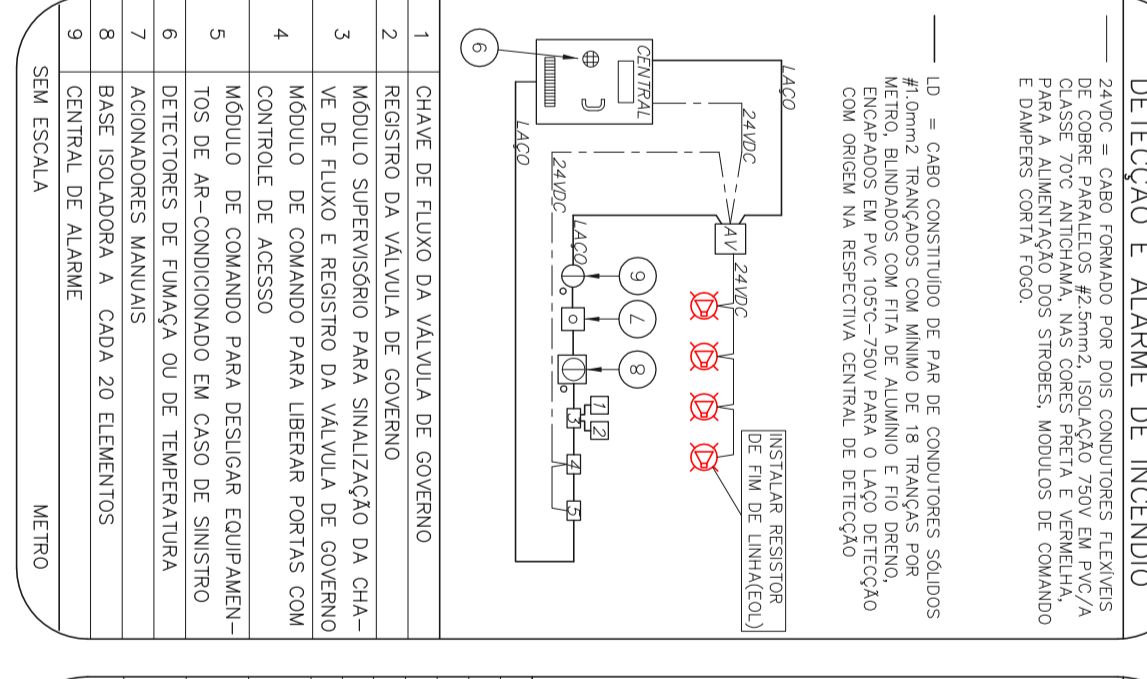 DETECÇÃO E ALARME DE INCÊNDIO
24VDC = CABO FORMADO POR DOIS CONDUTORES FLEXÍVEIS
DE COBRE PARALELOS #2.5mm2, ISOLAÇÃO 750V EM PVC/A
CLASSE 70°C ANTICHAMA, NAS CORES PRETA E VERMELHA,
PARA A ALIMENTAÇÃO DOS STROBES, MODULOS DE COMANDO
E DAMPERS CORTA FOGO.
LD = CABO CONSTITUÍDO DE PAR DE CONDUTORES SÓLIDOS
#1.0mm2 TRANÇADOS COM MÍNIMO DE 18 TRANÇAS POR
METRO, BLINDADOS COM FITA DE ALUMÍNIO E FIO DRENO,
ENCAPADOS EM PVC 105°C-750V PARA O LAÇO DETECÇÃO
COM ORIGEM NA RESPECTIVA CENTRAL DE DETECÇÃO
LAÇO
24VDC
AV
24VDC
INSTALAR RESISTOR
DE FIM DE LINHA(EOL)
CENTRAL
24VDC
LAÇO
6
7
8
1
2
3
4
5
LAÇO
9
1 CHAVE DE FLUXO DA VÁLVULA DE GOVERNO
2 REGISTRO DA VÁLVULA DE GOVERNO
3 MÓDULO SUPERVISÓRIO PARA SINALIZAÇÃO DA CHA-
VE DE FLUXO E REGISTRO DA VÁLVULA DE GOVERNO
4 MÓDULO DE COMANDO PARA LIBERAR PORTAS COM
CONTROLE DE ACESSO
5 MÓDULO DE COMANDO PARA DESLIGAR EQUIPAMEN-
TOS DE AR-CONDICIONADO EM CASO DE SINISTRO
6 DETECTORES DE FUMAÇA OU DE TEMPERATURA
7 ACIONADORES MANUAIS
8 BASE ISOLADORA A CADA 20 ELEMENTOS
9 CENTRAL DE ALARME
SEM ESCALA METRO